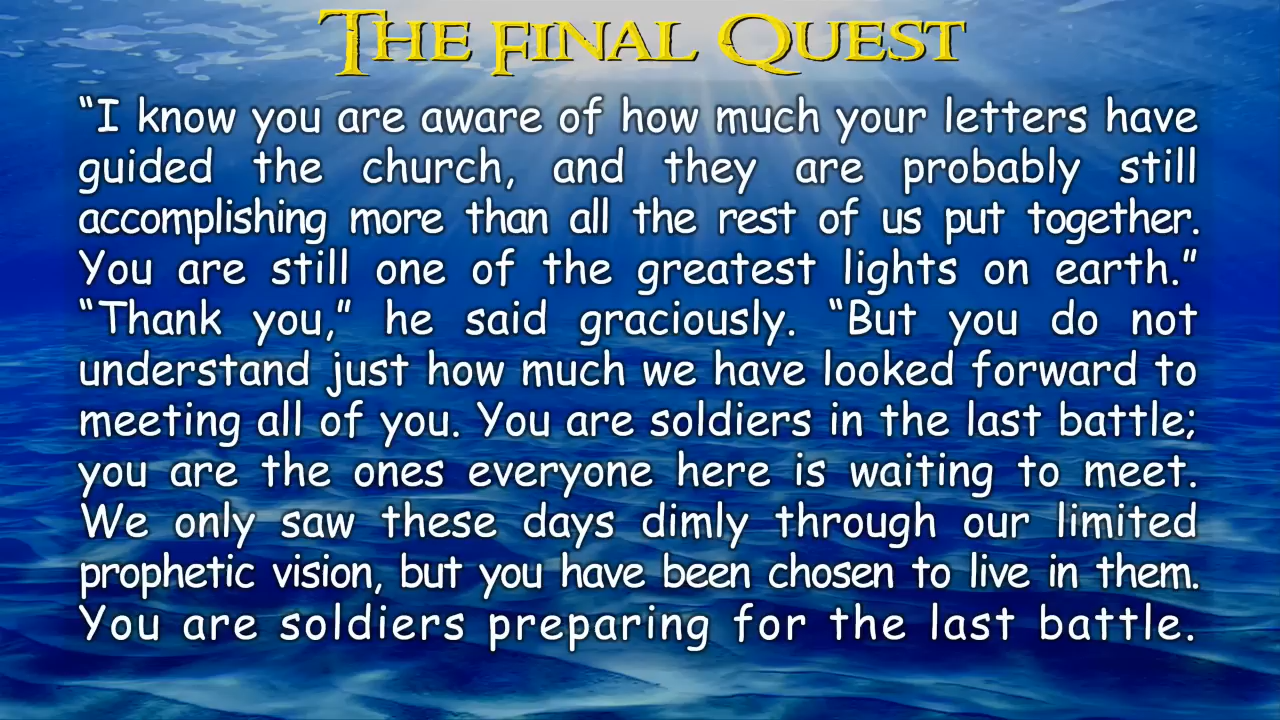 The Final Quest
“I know you are aware of how much your letters have
guided the church, and they are probably still
accomplishing more than all the rest of us put together.
You are still one of the greatest lights on earth.”
“Thank you,” he said graciously. “But you do not
understand just how much we have looked forward to
meeting all of you. You are soldiers in the last battle;
you are the ones everyone here is waiting to meet.
We only saw these days dimly through our limited
prophetic vision, but you have been chosen to live in them.
You are soldiers preparing for the last battle.